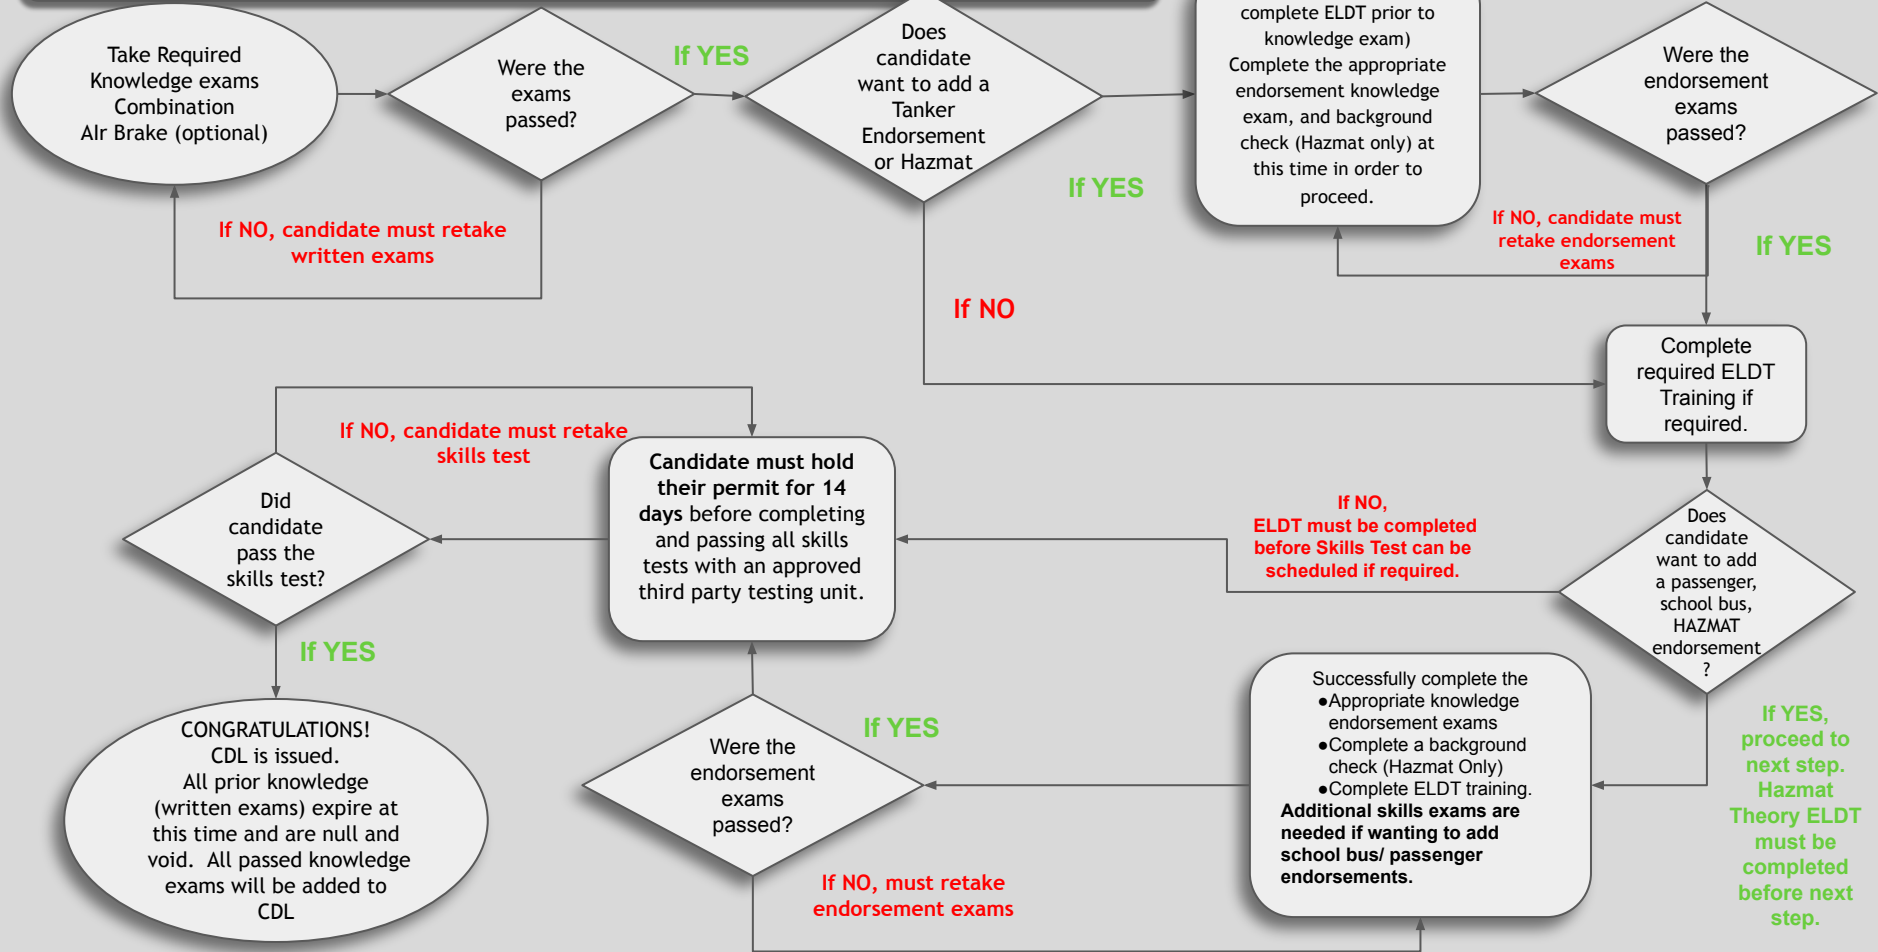 Take Required
Knowledge exams
Combination
AIr Brake (optional)
Were the
exams
passed?
If YES
Does
candidate
want to add a
Tanker
Endorsement
or Hazmat
If YES
complete ELDT prior to
knowledge exam)
Complete the appropriate
endorsement knowledge
exam, and background
check (Hazmat only) at
this time in order to
proceed.
Were the
endorsement
exams
passed?
If NO, candidate must retake
written exams
If NO, candidate must
retake endorsement
exams
If YES
If NO
Complete
required ELDT
Training if
required.
If NO, candidate must retake
skills test
Candidate must hold
their permit for 14
days before completing
and passing all skills
tests with an approved
third party testing unit.
Did
candidate
pass the
skills test?
If NO,
ELDT must be completed
before Skills Test can be
scheduled if required.
Does
candidate
want to add
a passenger,
school bus,
HAZMAT
endorsement
?
If YES
CONGRATULATIONS!
CDL is issued.
All prior knowledge
(written exams) expire at
this time and are null and
void. All passed knowledge
exams will be added to
CDL
Were the
endorsement
exams
passed?
If YES
Successfully complete the
●Appropriate knowledge
endorsement exams
●Complete a background
check (Hazmat Only)
●Complete ELDT training.
Additional skills exams are
needed if wanting to add
school bus/ passenger
endorsements.
If YES,
proceed to
next step.
Hazmat
Theory ELDT
must be
completed
before next
step.
If NO, must retake
endorsement exams